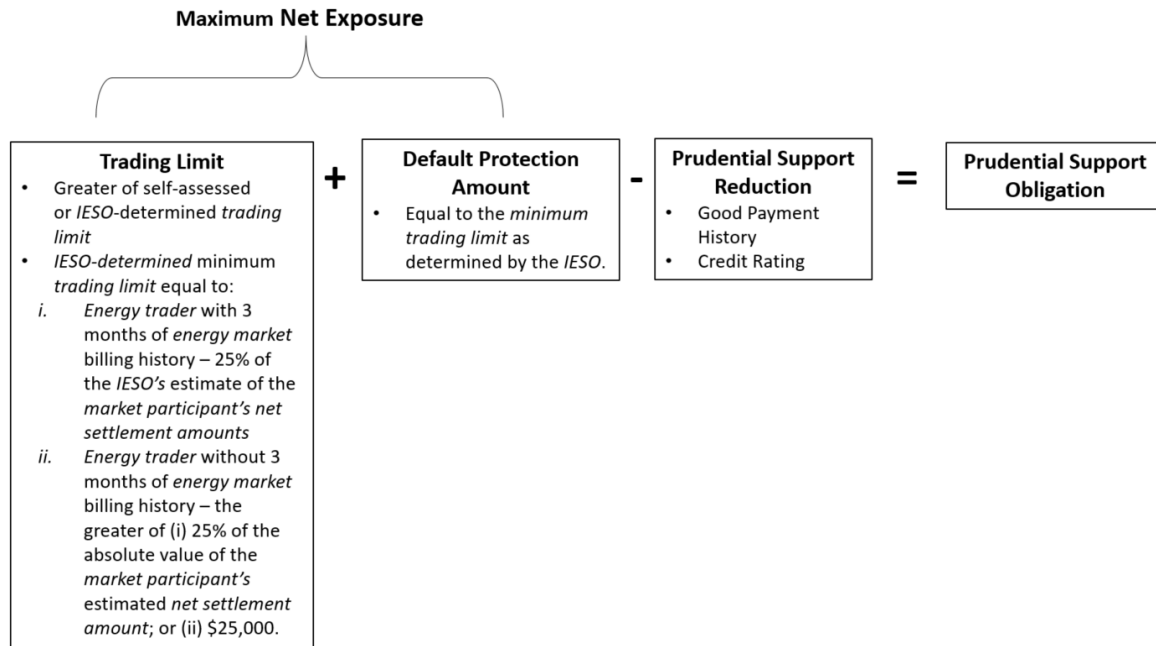 Maximum Net Exposure
Trading Limit
• Greater of self-assessed
or IESO-determined trading
limit
• IESO-determined minimum
trading limit equal to:
i. Energy trader with 3
months of energy market
billing history – 25% of
the IESO’s estimate of the
market participant’s net
settlement amounts
ii. Energy trader without 3
months of energy market
billing history – the
greater of (i) 25% of the
absolute value of the
market participant’s
estimated net settlement
amount; or (ii) $25,000.
+
Default Protection
Amount
• Equal to the minimum
trading limit as
determined by the IESO.
-
Prudential Support
Reduction
• Good Payment
History
• Credit Rating
=
Prudential Support
Obligation